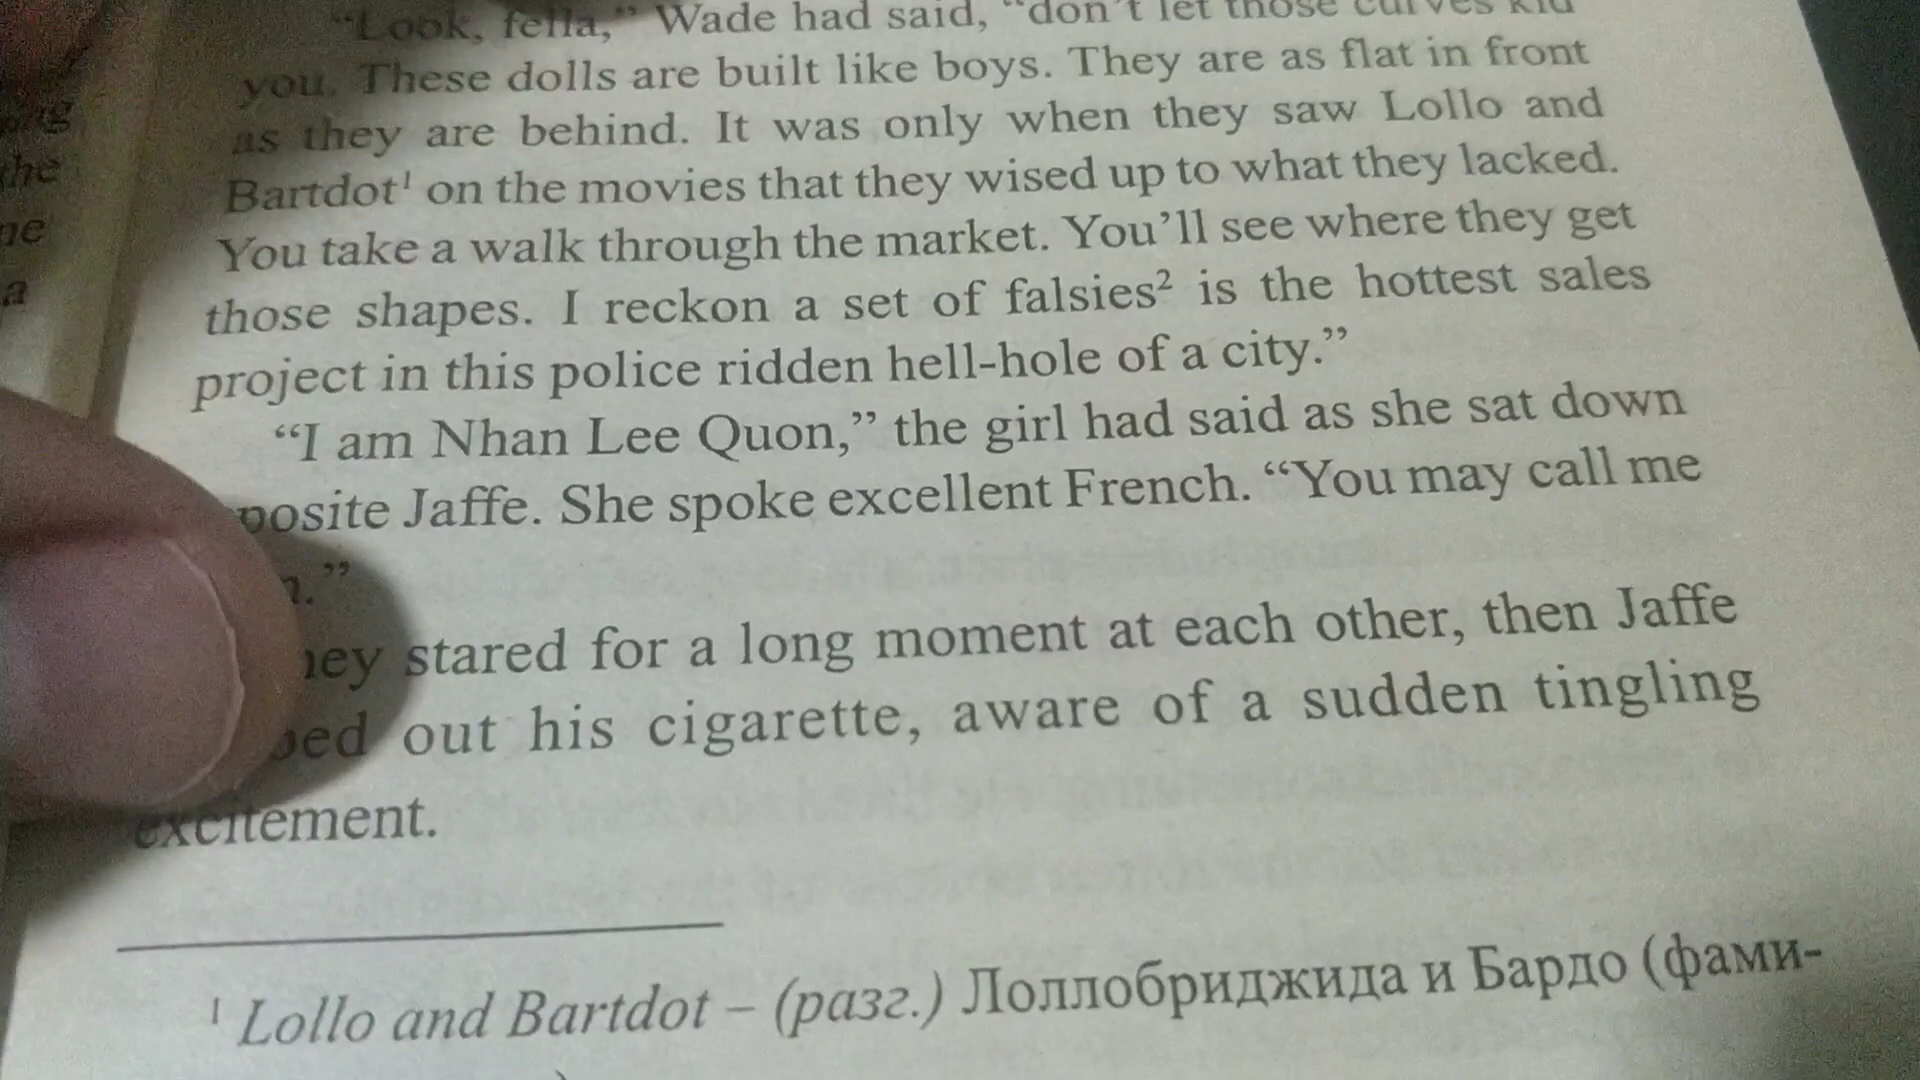 “Look, fella,” Wade had said, “don’t let those curves kid
you. These dolls are built like boys. They are as flat in front
as they are behind. It was only when they saw Lollo and
Bartdot¹ on the movies that they wised up to what they lacked.
You take a walk through the market. You’ll see where they get
those shapes. I reckon a set of falsies² is the hottest sales
project in this police ridden hell-hole of a city.”
“I am Nhan Lee Quon,” the girl had said as she sat down
posite Jaffe. She spoke excellent French. “You may call me
.”
hey stared for a long moment at each other, then Jaffe
bed out his cigarette, aware of a sudden tingling
excitement.
¹ Lollo and Bartdot – (разг.) Лоллобриджида и Бардо (фами-